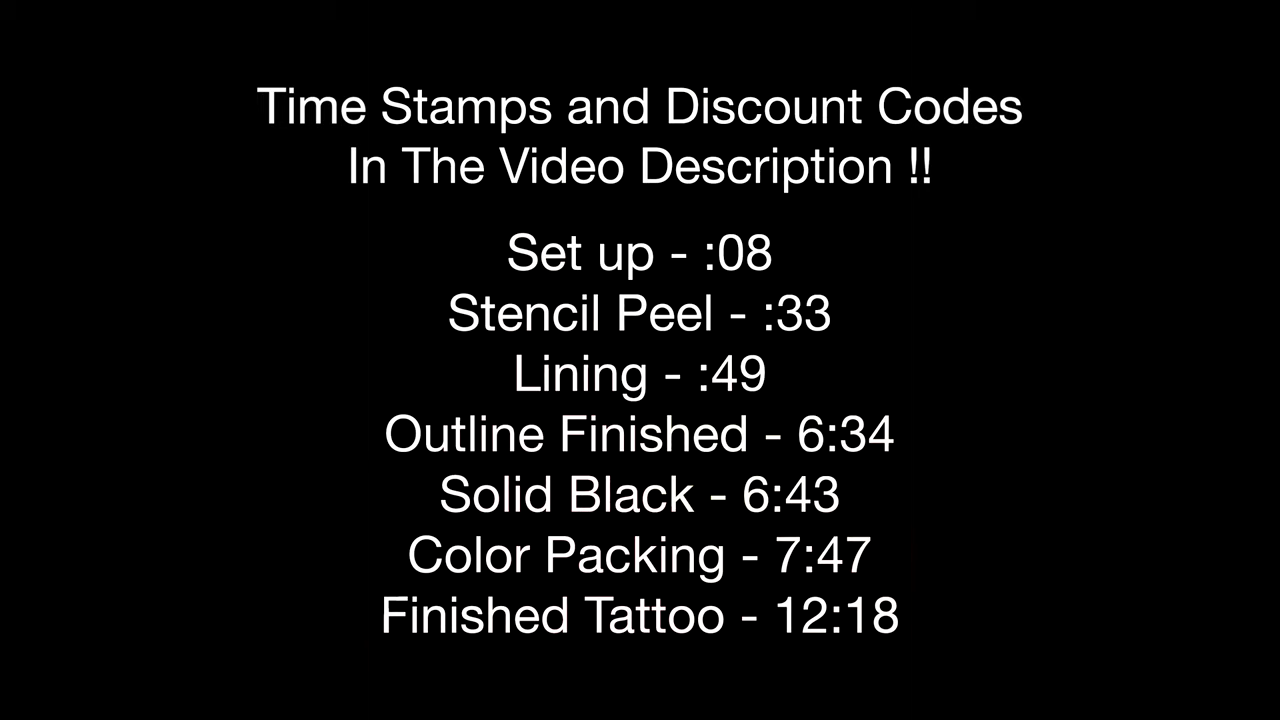 Time Stamps and Discount Codes
In The Video Description !!
Set up - :08
Stencil Peel - :33
Lining - :49
Outline Finished - 6:34
Solid Black - 6:43
Color Packing - 7:47
Finished Tattoo - 12:18